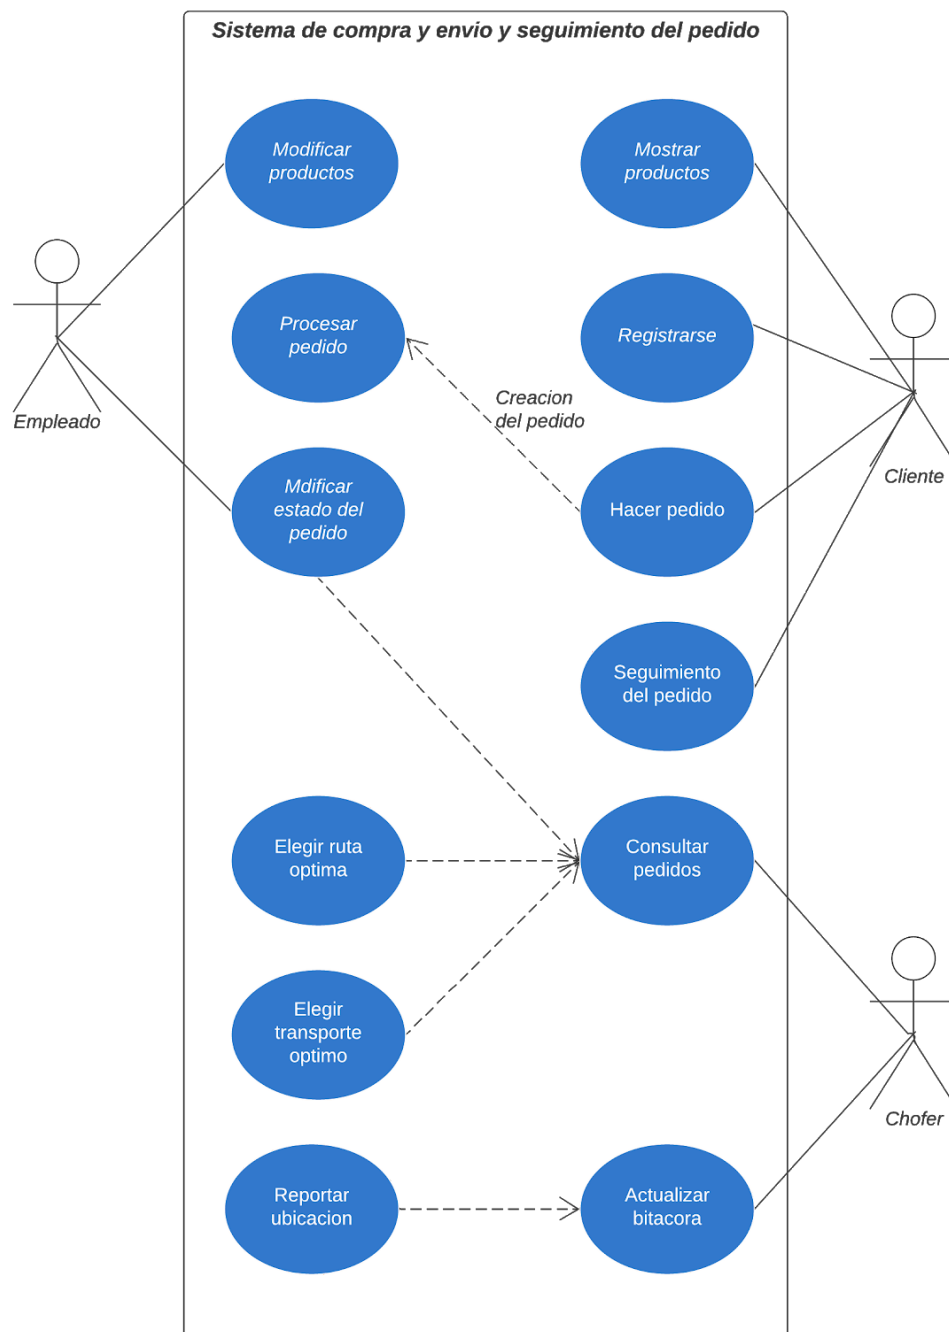 Sistema de compra y envio y seguimiento del pedido
Modificar
productos
Mostrar
productos
Procesar
pedido
Registrarse
Empleado
Creacion
del pedido
Cliente
Mdificar
estado del
pedido
Hacer pedido
Seguimiento
del pedido
Elegir ruta
optima
Consultar
pedidos
Elegir
transporte
optimo
Chofer
Reportar
ubicacion
Actualizar
bitacora